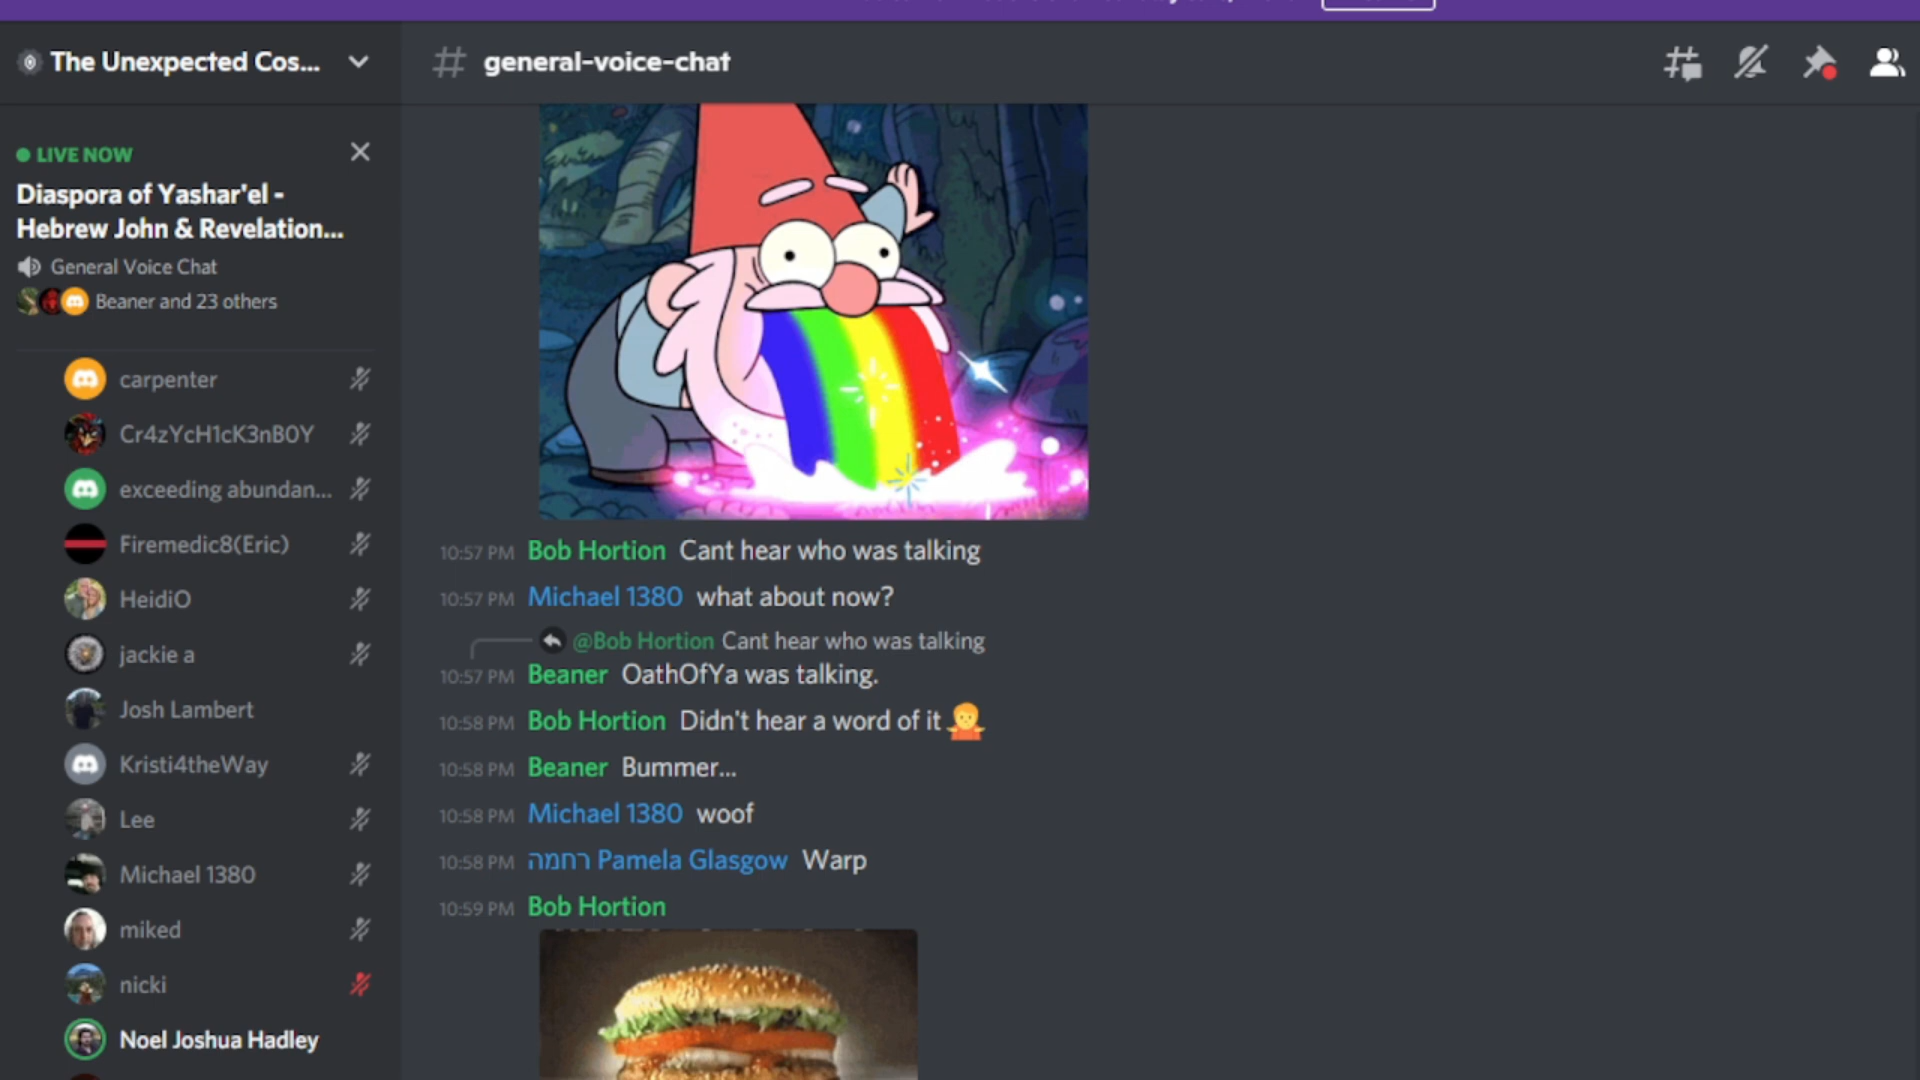 The Unexpected Cos...
general-voice-chat
LIVE NOW
Diaspora of Yashar'el -
Hebrew John & Revelation...
General Voice Chat
Beaner and 23 others
carpenter
Cr4zYcH1cK3nB0Y
exceeding abundan...
Firemedic8(Eric)
HeidiO
jackie a
Josh Lambert
Kristi4theWay
Lee
Michael 1380
miked
nicki
Noel Joshua Hadley
10:57 PM Bob Hortion Cant hear who was talking
10:57 PM Michael 1380 what about now?
@Bob Hortion Cant hear who was talking
10:57 PM Beaner OathOfYa was talking.
10:58 PM Bob Hortion Didn't hear a word of it
10:58 PM Beaner Bummer...
10:58 PM Michael 1380 woof
10:58 PM רחמה Pamela Glasgow Warp
10:59 PM Bob Hortion